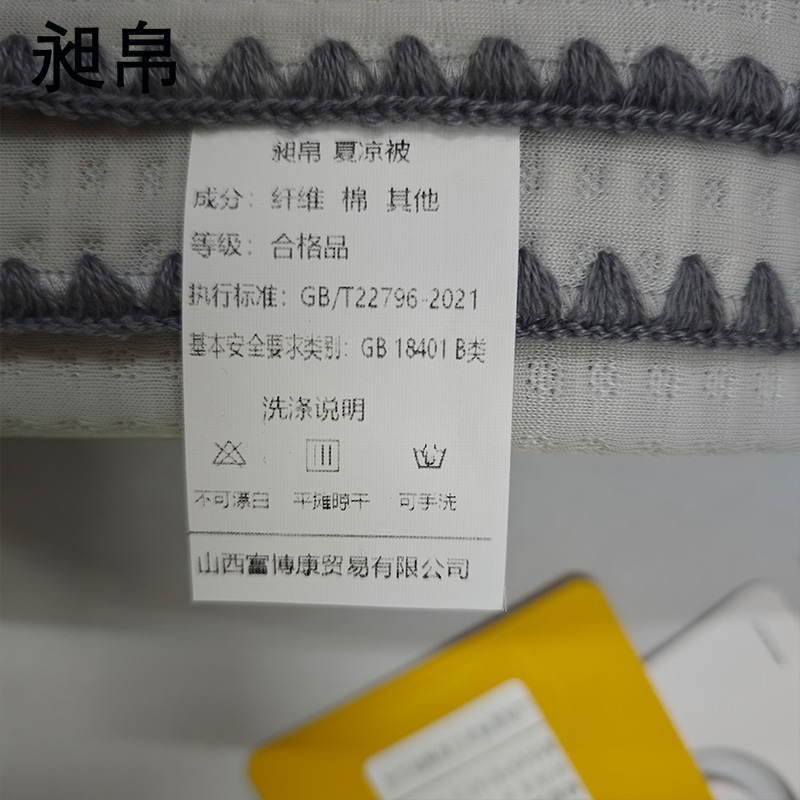 昶帛
昶帛 夏凉被
成分：纤维 棉 其他
等级：合格品
执行标准：GB/T22796-2021
基本安全要求类别：GB 18401 B类
洗涤说明
不可漂白 平摊晾干 可手洗
山西富博康贸易有限公司